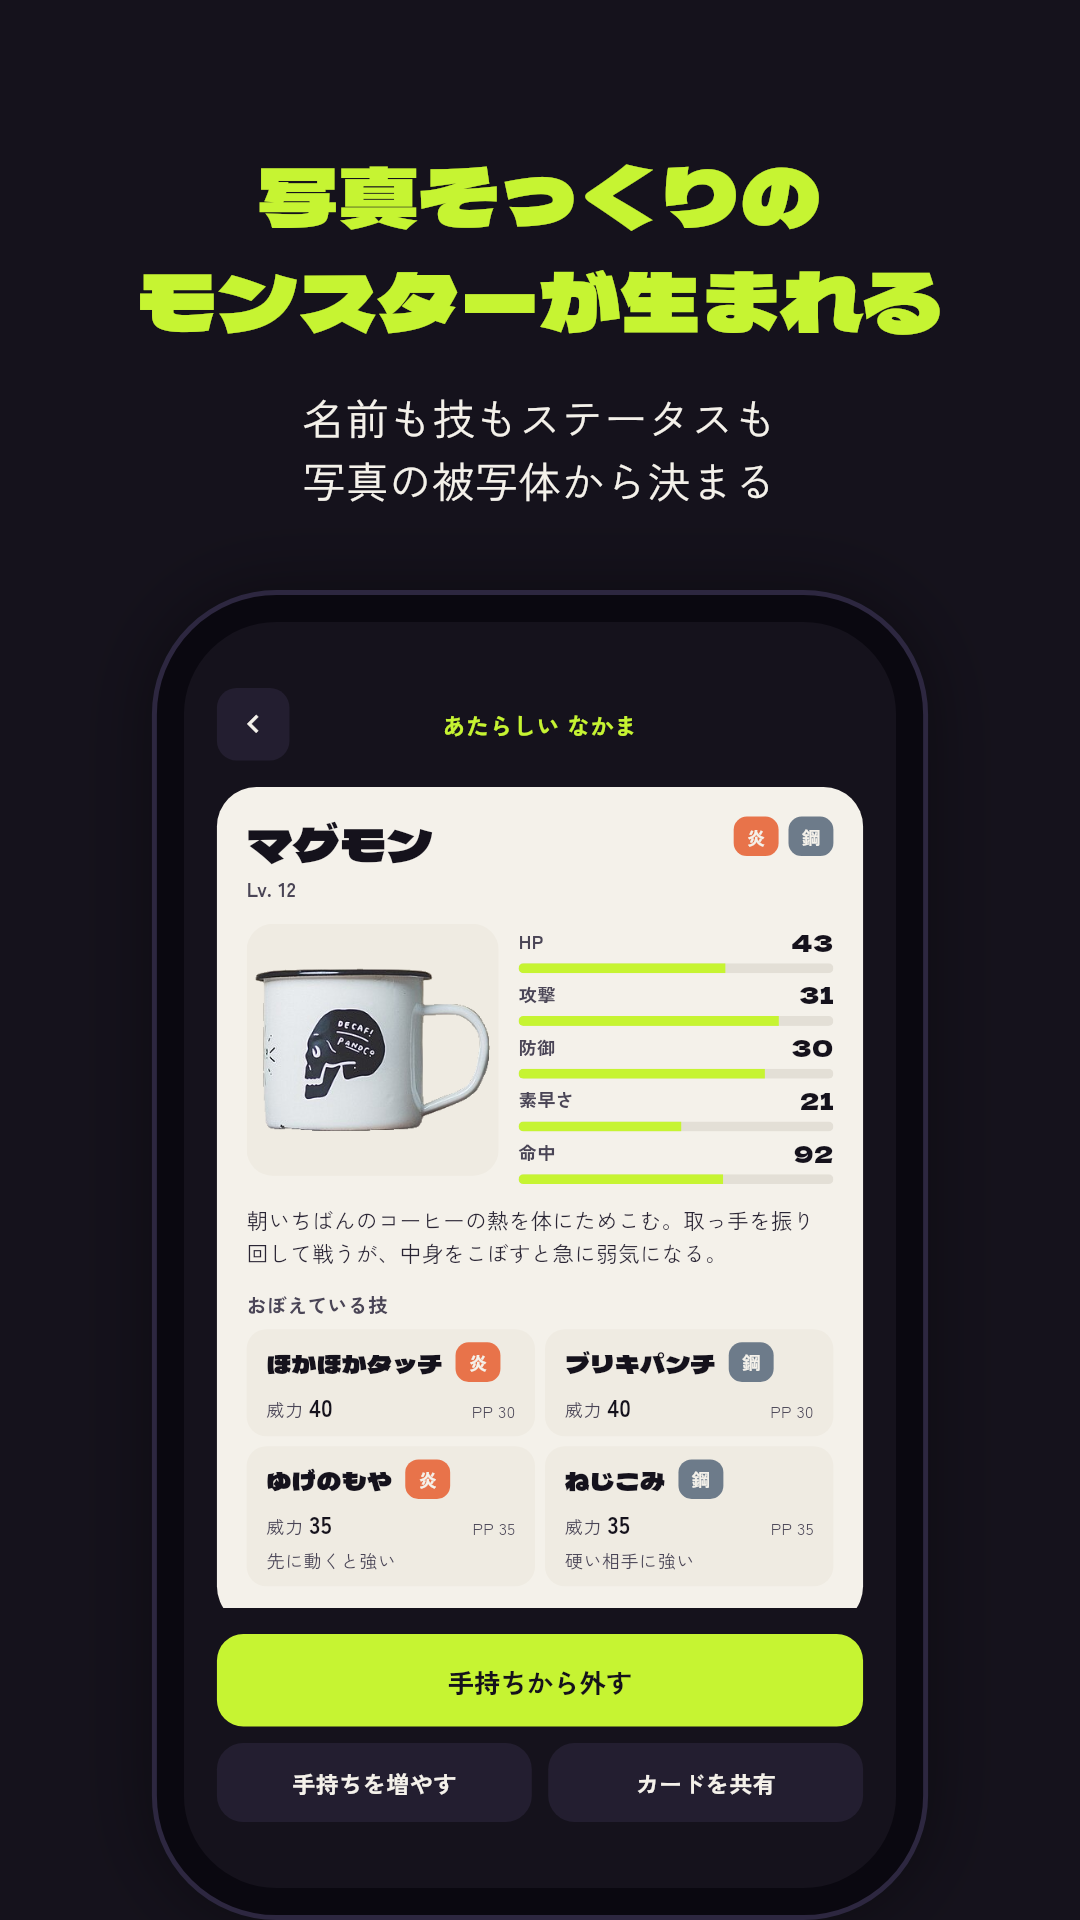 写真そっくりの
モンスターが生まれる
名前も技もステータスも
写真の被写体から決まる
あたらしい なかま
マグモン
炎 鋼
Lv. 12
DECAF!
PANDCO
HP 43
攻撃 31
防御 30
素早さ 21
命中 92
朝いちばんのコーヒーの熱を体にためこむ。取っ手を振り
回して戦うが、中身をこぼすと急に弱気になる。
おぼえている技
ほかほかタッチ 炎
威力 40 PP 30
ブリキパンチ 鋼
威力 40 PP 30
ゆげのもや 炎
威力 35 PP 35
先に動くと強い
ねじこみ 鋼
威力 35 PP 35
硬い相手に強い
手持ちから外す
手持ちを増やす
カードを共有